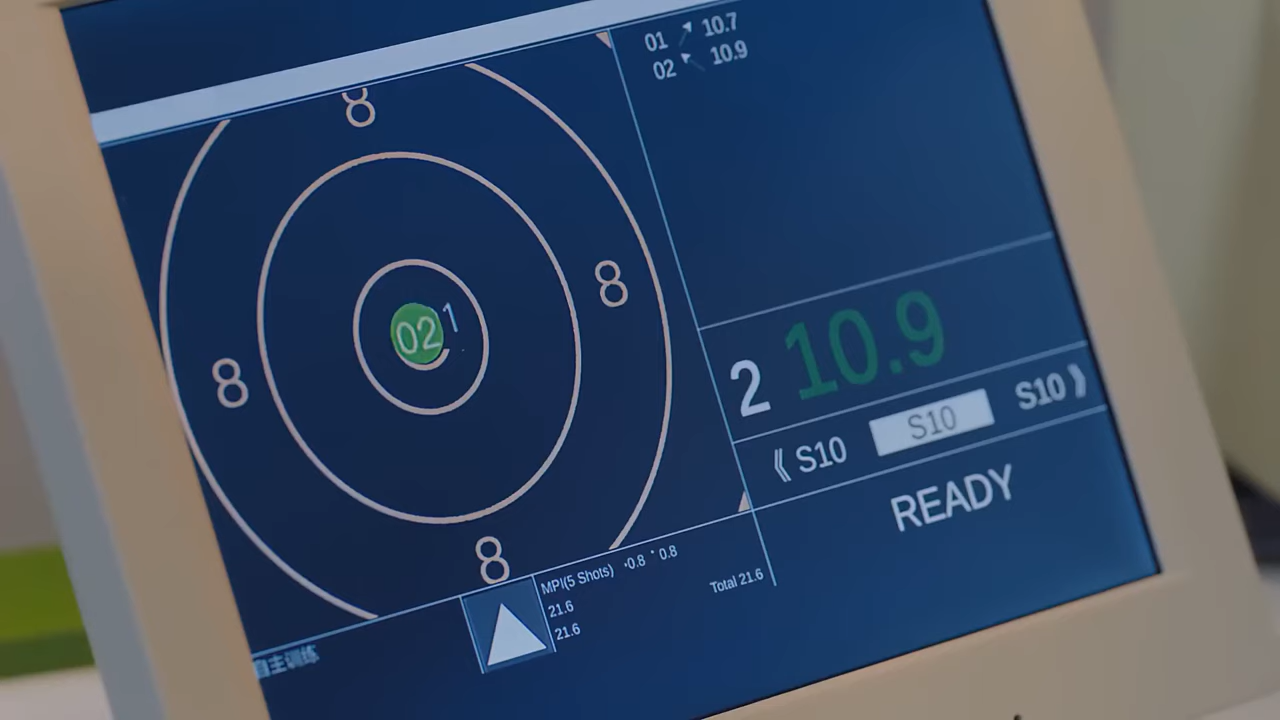 01 10.7
02 10.9
8
8
02 1
8
8
2 10.9
《 S10 S10 S10 》
READY
MPI(5 Shots) -0.8 0.8
21.6
21.6
Total 21.6
自主训练